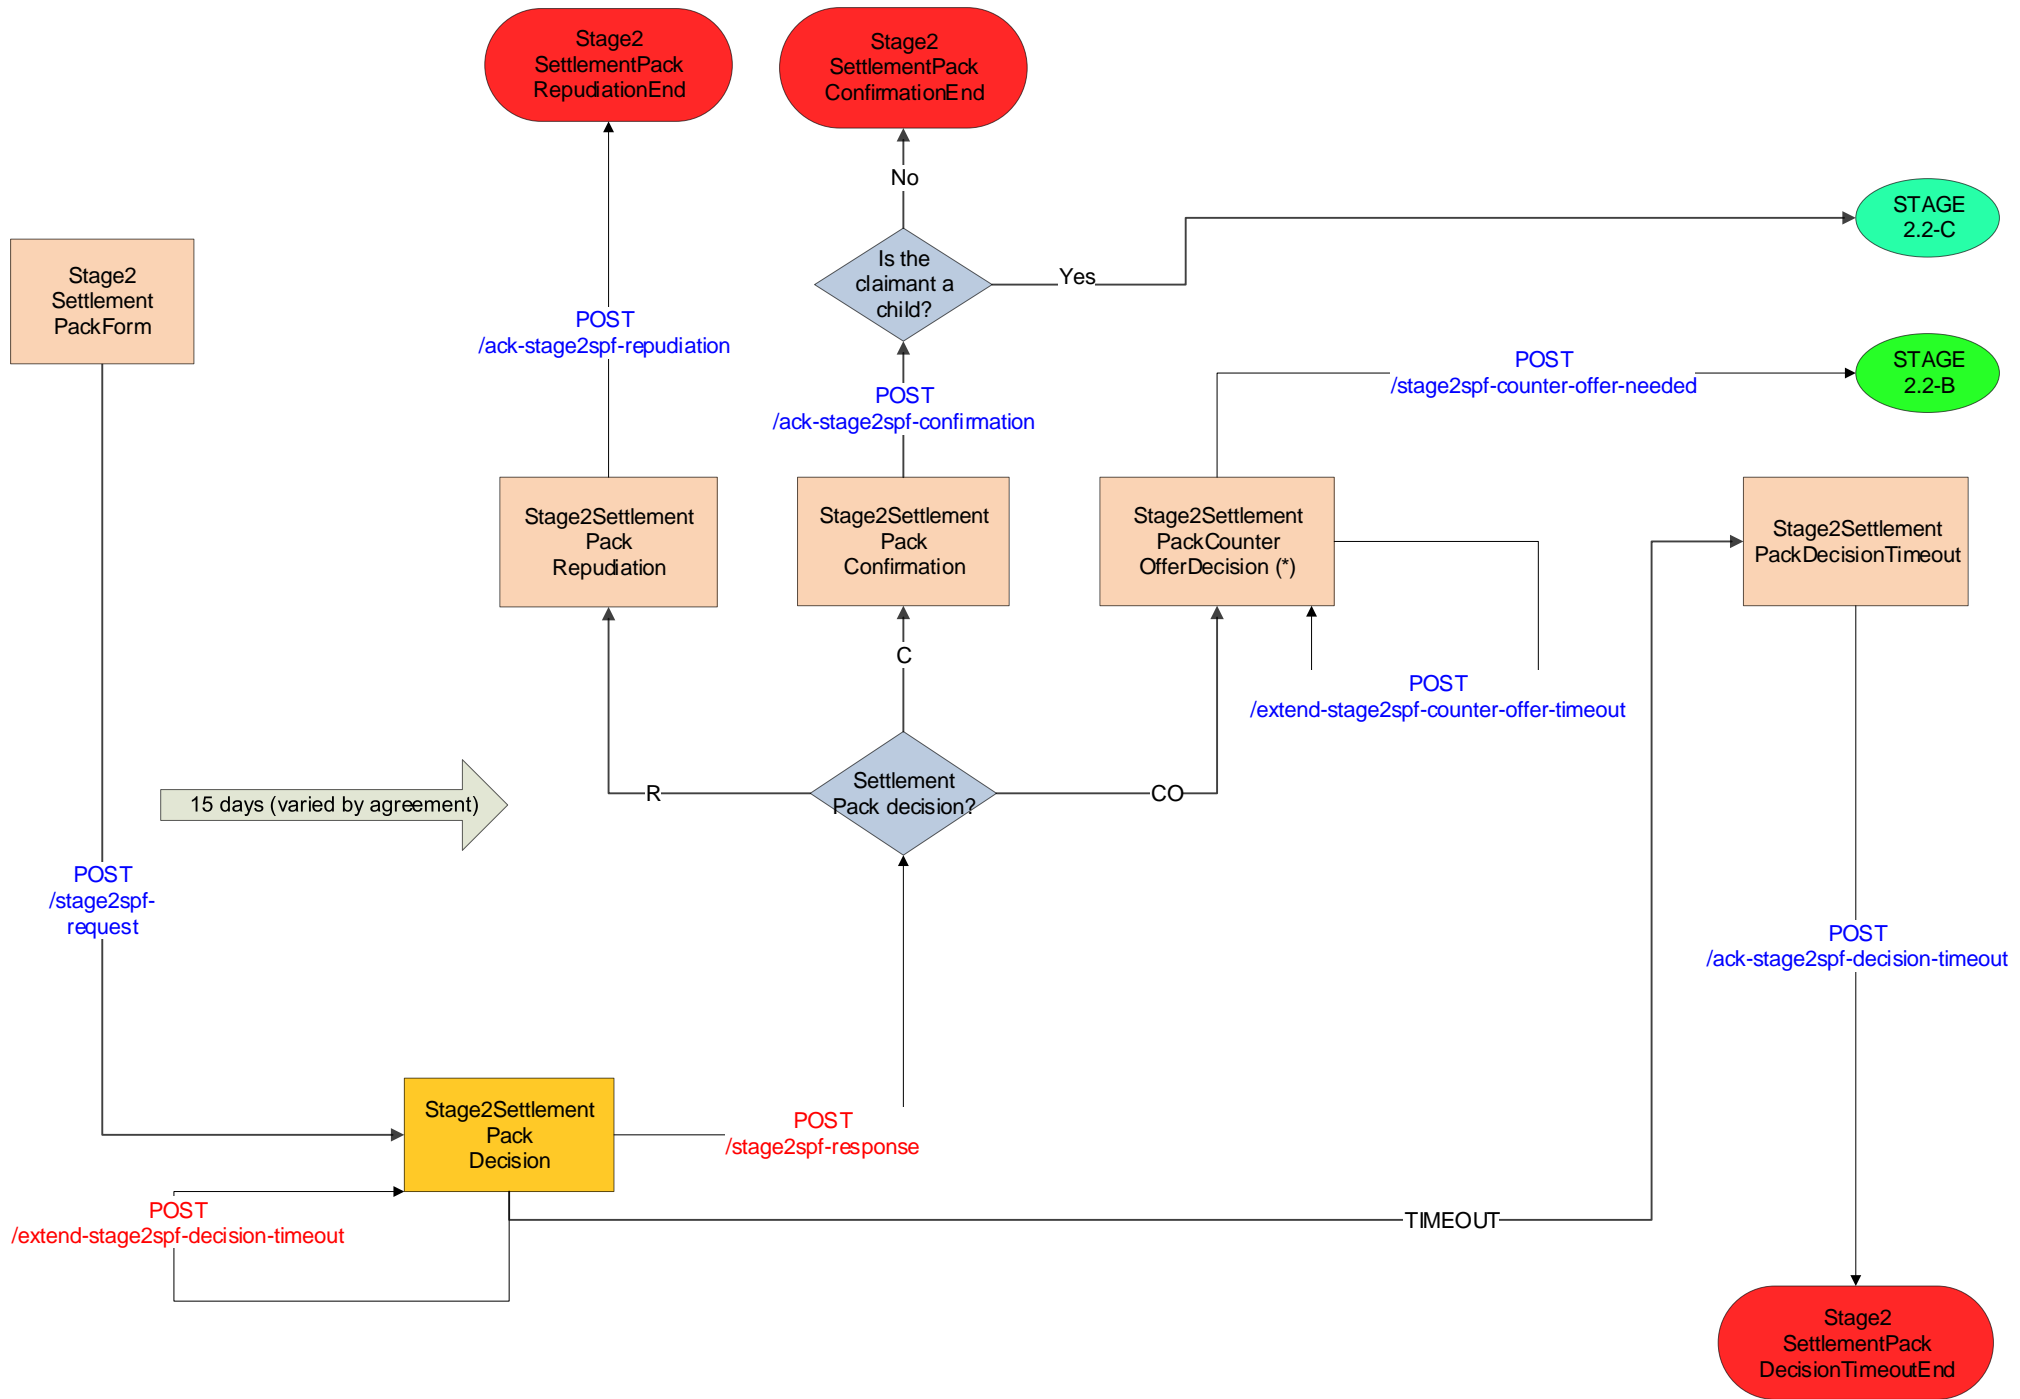 Stage2
SettlementPack
RepudiationEnd
Stage2
SettlementPack
ConfirmationEnd
No
STAGE
2.2-C
Is the
claimant a
child?
Yes
Stage2
Settlement
PackForm
POST
/ack-stage2spf-repudiation
POST
/stage2spf-counter-offer-needed
STAGE
2.2-B
POST
/ack-stage2spf-confirmation
Stage2Settlement
Pack
Repudiation
Stage2Settlement
Pack
Confirmation
Stage2Settlement
PackCounter
OfferDecision (*)
Stage2Settlement
PackDecisionTimeout
C
POST
/extend-stage2spf-counter-offer-timeout
15 days (varied by agreement)
R
Settlement
Pack decision?
CO
POST
/stage2spf-
request
POST
/ack-stage2spf-decision-timeout
Stage2Settlement
Pack
Decision
POST
/stage2spf-response
POST
/extend-stage2spf-decision-timeout
TIMEOUT
Stage2
SettlementPack
DecisionTimeoutEnd